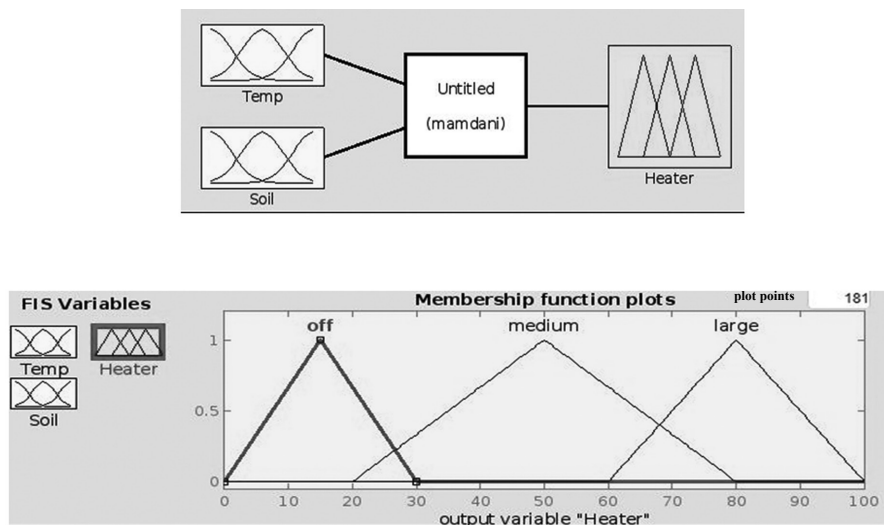 Temp
Untitled
(mamdani)
Soil
Heater
FIS Variables
Membership function plots
plot points
181
Temp
Heater
Soil
off
medium
large
1
0.5
0
0 10 20 30 40 50 60 70 80 90 100
output variable "Heater"